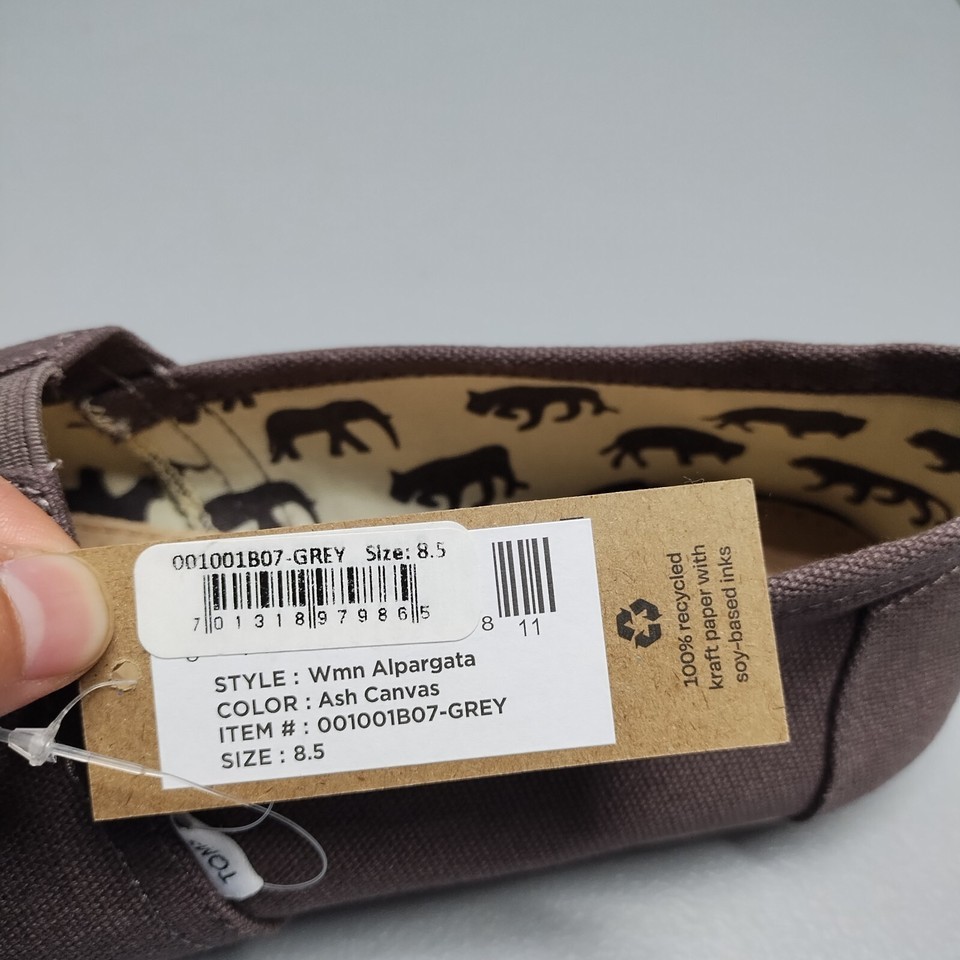 001001B07-GREY Size: 8.5
7 01318 97986 5
8 11
STYLE : Wmn Alpargata
COLOR : Ash Canvas
ITEM # : 001001B07-GREY
SIZE : 8.5
100% recycled
kraft paper with
soy-based inks
TOMS